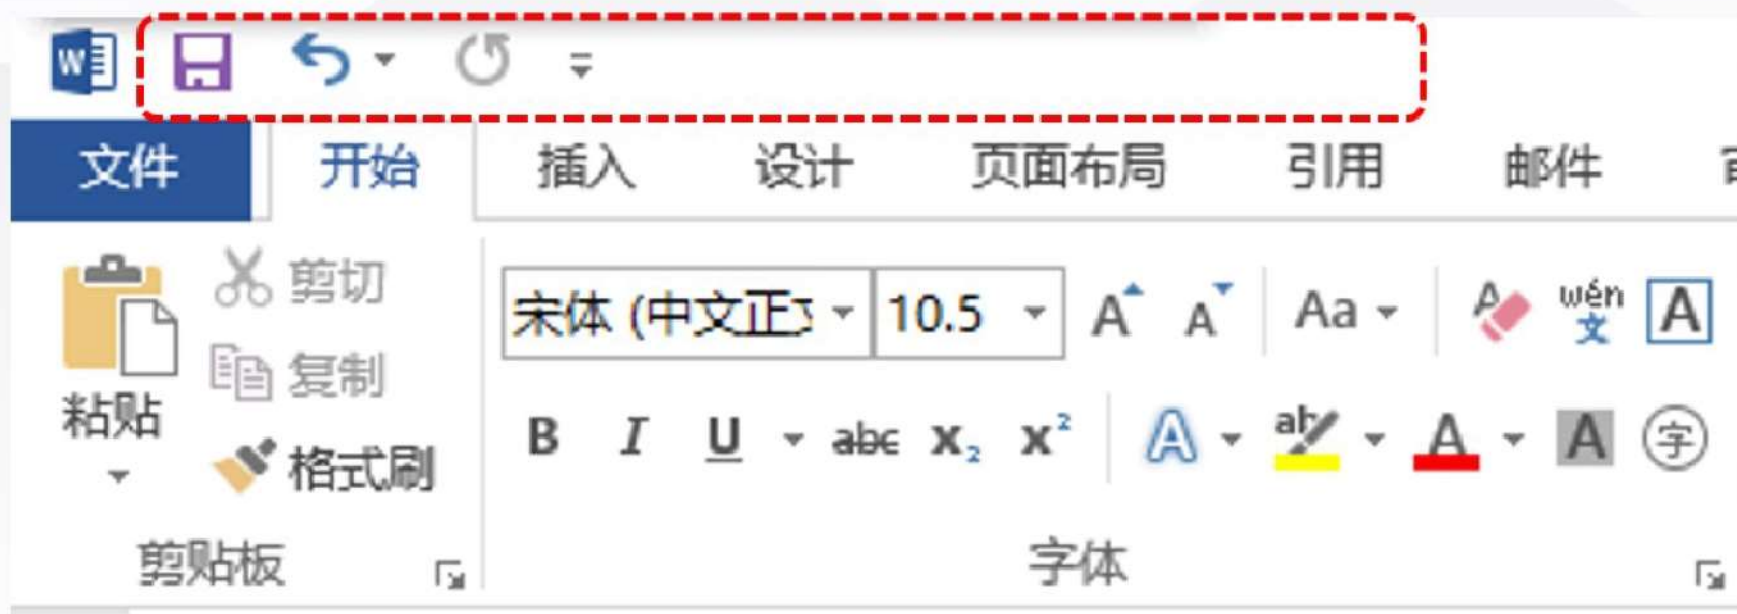 文件 开始 插入 设计 页面布局 引用 邮件
剪切
宋体 (中文正 10.5 A A Aa wén 文 A
复制
粘贴
B I U abc X₂ X² A ab A A 字
格式刷
剪贴板 字体